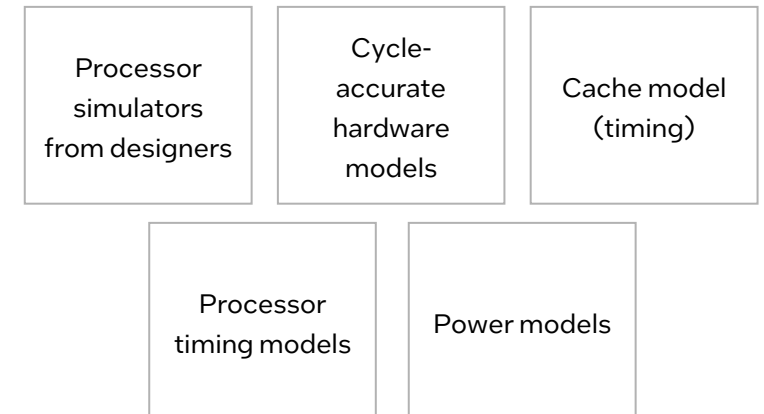 Processor
simulators
from designers
Cycle-
accurate
hardware
models
Cache model
(timing)
Processor
timing models
Power models